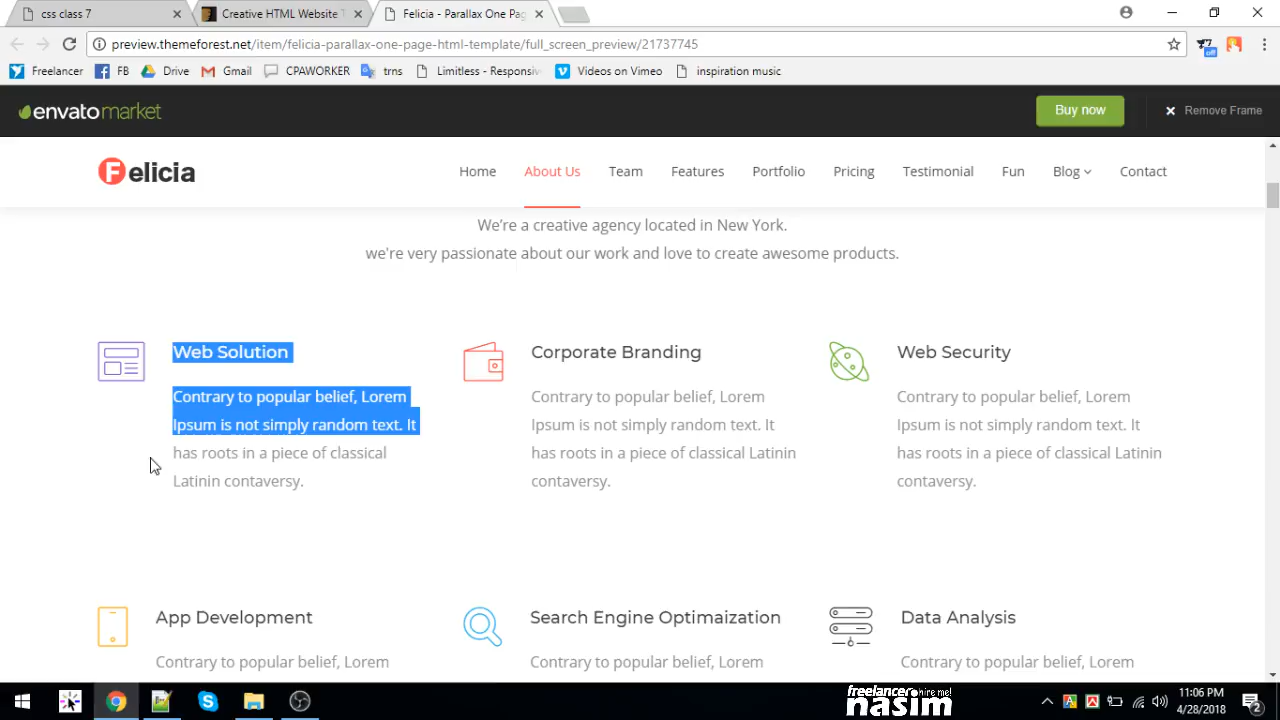 css class 7
Creative HTML Website T
Felicia - Parallax One Pag
preview.themeforest.net/item/felicia-parallax-one-page-html-template/full_screen_preview/21737745
off
Freelancer
FB
Drive
Gmail
CPAWORKER
trns
Limitless - Responsiv
Videos on Vimeo
inspiration music
envatomarket
Buy now
Remove Frame
Felicia
Home
About Us
Team
Features
Portfolio
Pricing
Testimonial
Fun
Blog
Contact
We're a creative agency located in New York.
we're very passionate about our work and love to create awesome products.
Web Solution
Contrary to popular belief, Lorem
Ipsum is not simply random text. It
has roots in a piece of classical
Latinin contaversy.
Corporate Branding
Contrary to popular belief, Lorem
Ipsum is not simply random text. It
has roots in a piece of classical Latinin
contaversy.
Web Security
Contrary to popular belief, Lorem
Ipsum is not simply random text. It
has roots in a piece of classical Latinin
contaversy.
App Development
Contrary to popular belief, Lorem
Search Engine Optimaization
Contrary to popular belief, Lorem
Data Analysis
Contrary to popular belief, Lorem
freelancer hire me!
nasim
11:06 PM
4/28/2018
2